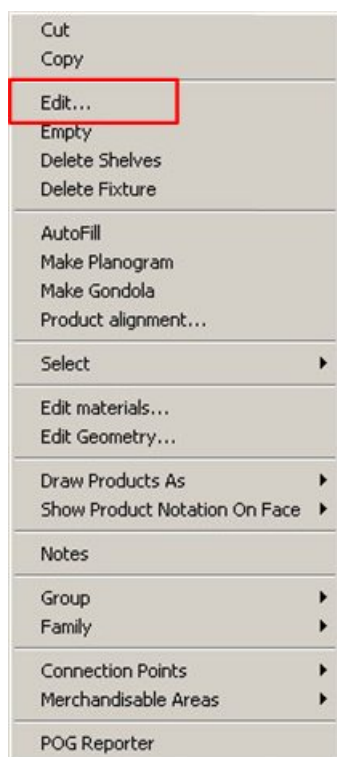 Cut
Copy
Edit...
Empty
Delete Shelves
Delete Fixture
AutoFill
Make Planogram
Make Gondola
Product alignment...
Select
Edit materials...
Edit Geometry...
Draw Products As
Show Product Notation On Face
Notes
Group
Family
Connection Points
Merchandisable Areas
POG Reporter